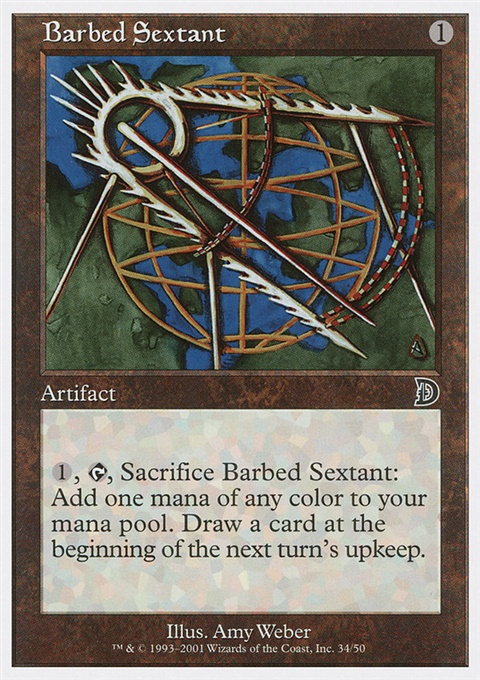 Barbed Sextant 1
Artifact
1, , Sacrifice Barbed Sextant:
Add one mana of any color to your
mana pool. Draw a card at the
beginning of the next turn's upkeep.
Illus. Amy Weber
™ & © 1993–2001 Wizards of the Coast, Inc. 34/50